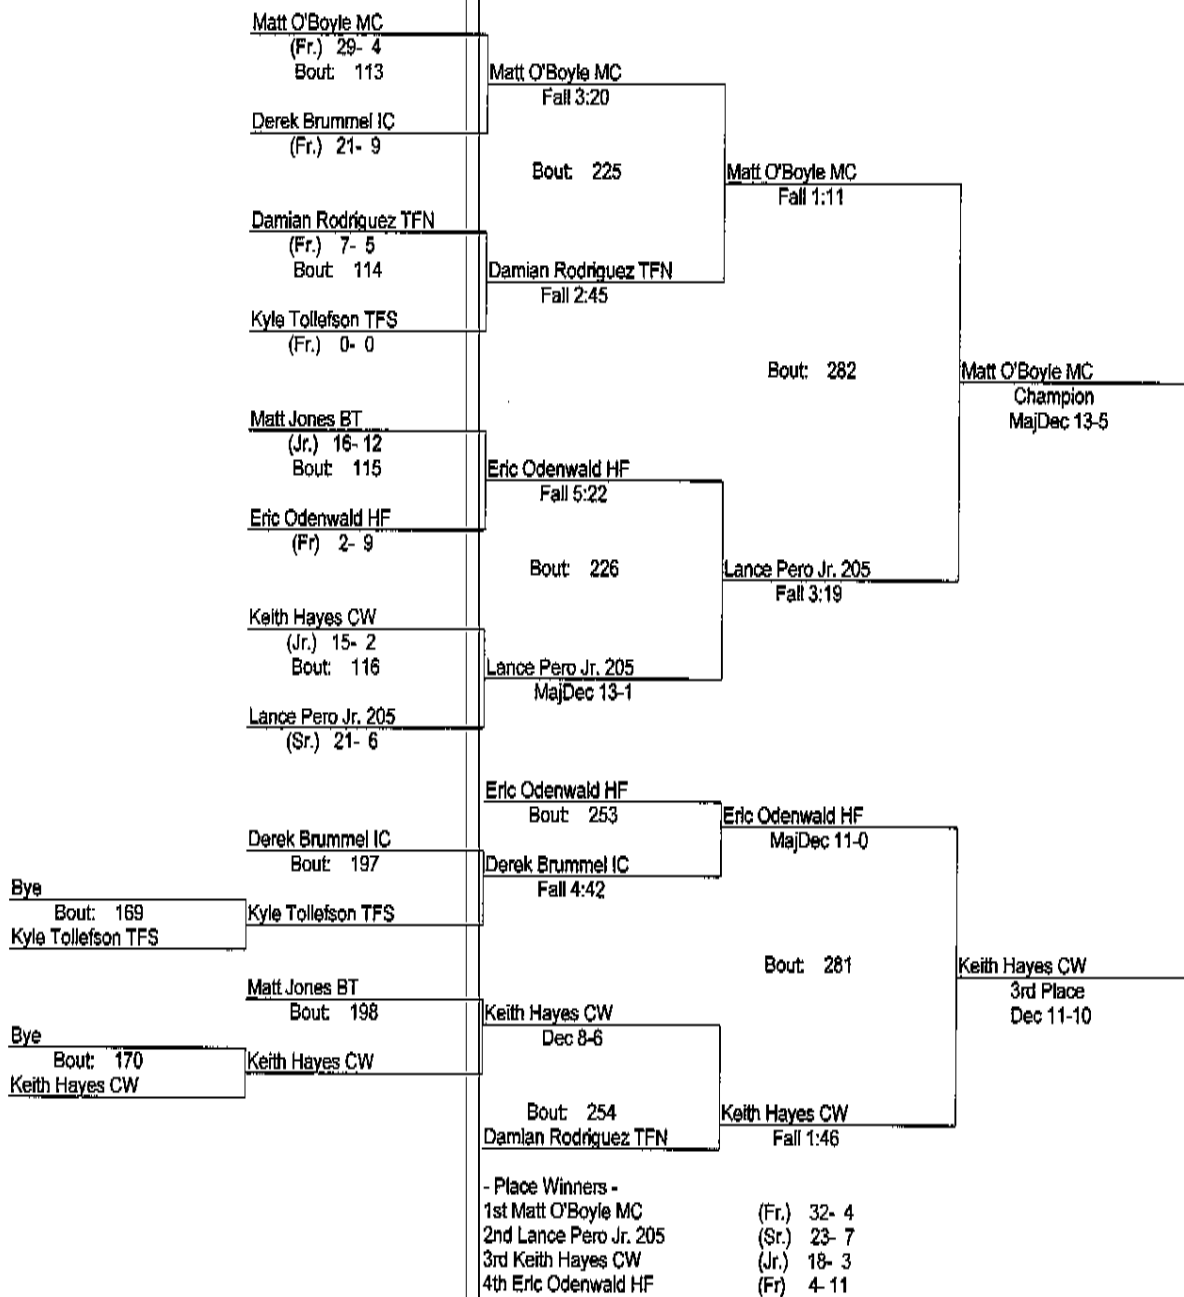 Matt O'Boyle MC
(Fr.) 29- 4
Bout: 113
Derek Brummel IC
(Fr.) 21- 9
Matt O'Boyle MC
Fall 3:20
Bout: 225
Damian Rodriguez TFN
(Fr.) 7- 5
Bout: 114
Kyle Tollefson TFS
(Fr.) 0- 0
Damian Rodriguez TFN
Fall 2:45
Matt O'Boyle MC
Fall 1:11
Bout: 282
Matt O'Boyle MC
Champion
MajDec 13-5
Matt Jones BT
(Jr.) 16- 12
Bout: 115
Eric Odenwald HF
(Fr) 2- 9
Eric Odenwald HF
Fall 5:22
Bout: 226
Lance Pero Jr. 205
Fall 3:19
Keith Hayes CW
(Jr.) 15- 2
Bout: 116
Lance Pero Jr. 205
(Sr.) 21- 6
Lance Pero Jr. 205
MajDec 13-1
Eric Odenwald HF
Bout: 253
Eric Odenwald HF
MajDec 11-0
Derek Brummel IC
Bout: 197
Derek Brummel IC
Fall 4:42
Bye
Bout: 169
Kyle Tollefson TFS
Kyle Tollefson TFS
Bout: 281
Keith Hayes CW
3rd Place
Dec 11-10
Matt Jones BT
Bout: 198
Keith Hayes CW
Dec 8-6
Bye
Bout: 170
Keith Hayes CW
Keith Hayes CW
Bout: 254
Damian Rodriguez TFN
Keith Hayes CW
Fall 1:46
- Place Winners -
1st Matt O'Boyle MC (Fr.) 32- 4
2nd Lance Pero Jr. 205 (Sr.) 23- 7
3rd Keith Hayes CW (Jr.) 18- 3
4th Eric Odenwald HF (Fr) 4- 11